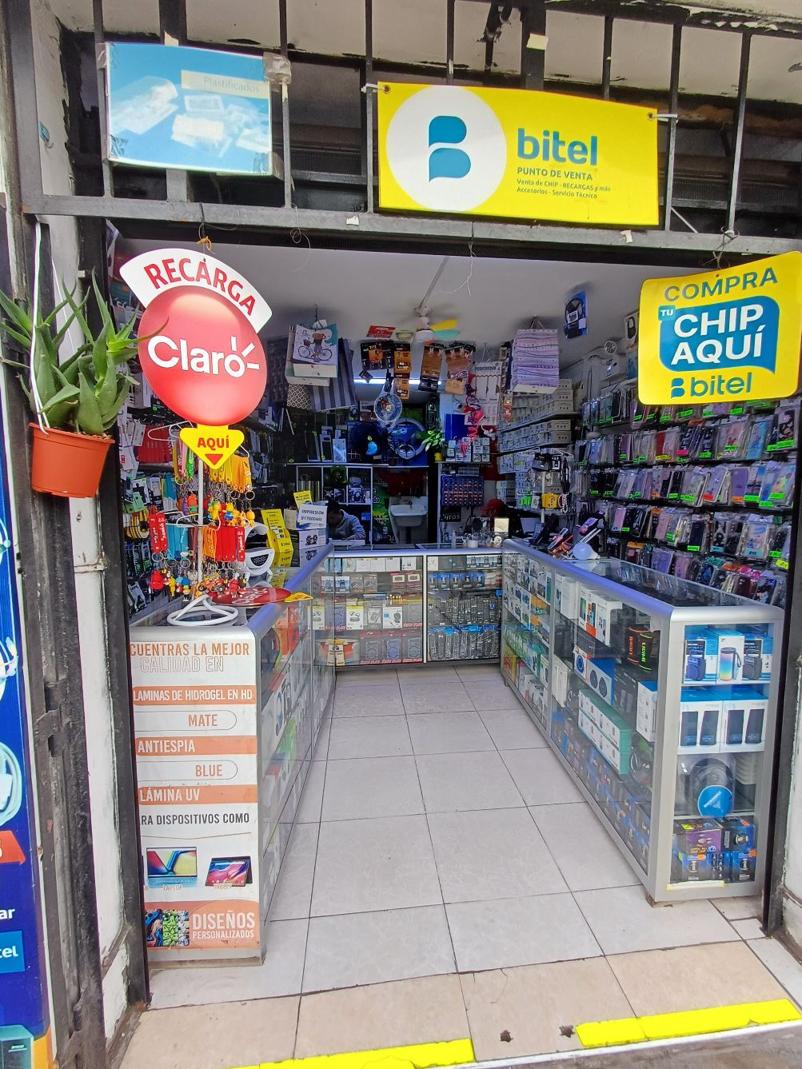 Plastificados
bitel
PUNTO DE VENTA
Venta de CHIP - RECARGAS y más
Accesorios - Servicio Técnico
RECARGA
Claro
AQUÍ
COMPRA
TU
CHIP
AQUÍ
bitel
CUENTRAS LA MEJOR
CALIDAD EN
LAMINAS DE HIDROGEL EN HD
MATE
ANTIESPIA
BLUE
LÁMINA UV
RA DISPOSITIVOS COMO
DISEÑOS
PERSONALIZADOS
ar
tel